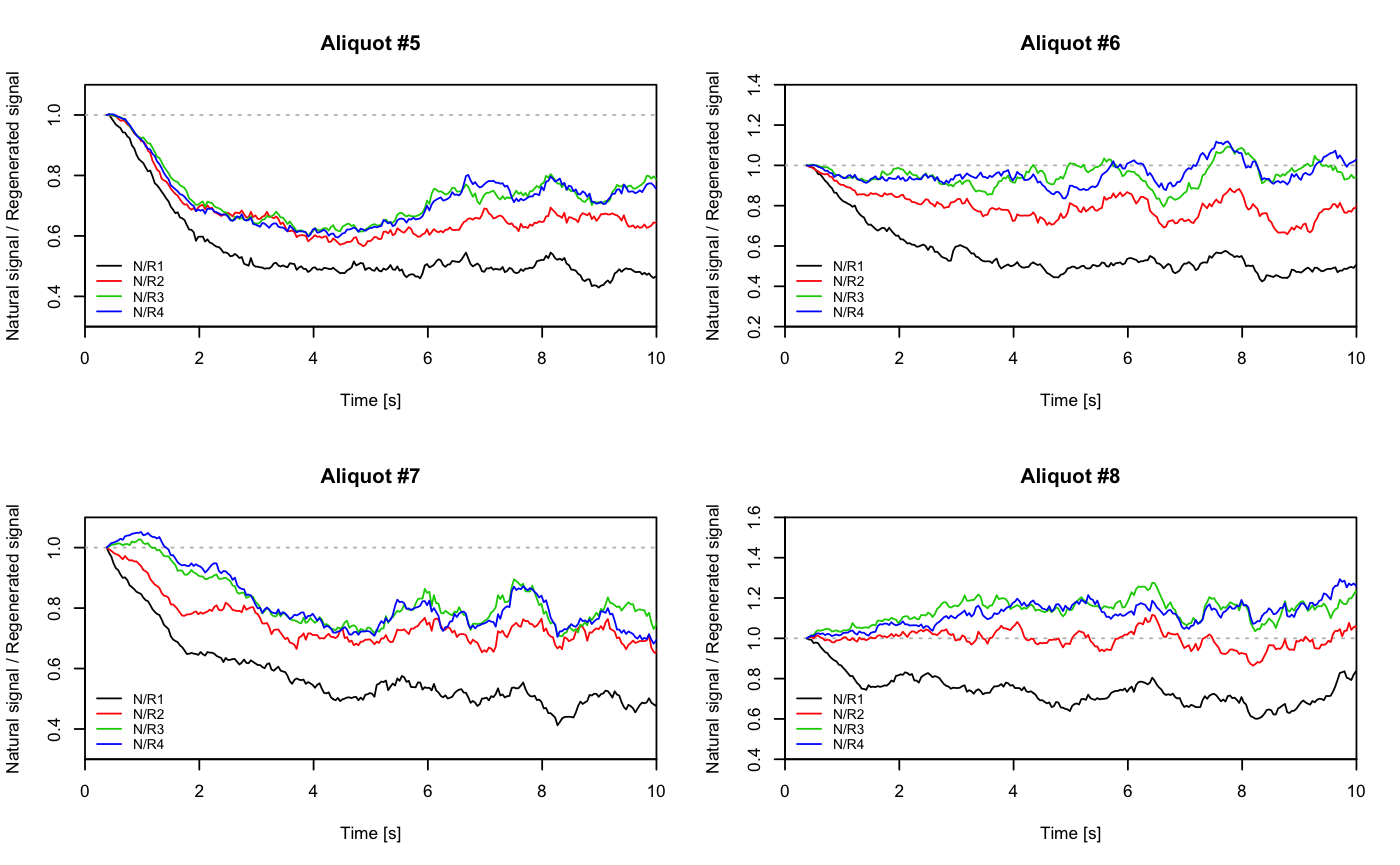 Aliquot #5
Natural signal / Regenerated signal
1.0
0.8
0.6
0.4
N/R1
N/R2
N/R3
N/R4
0 2 4 6 8 10
Time [s]
Aliquot #6
Natural signal / Regenerated signal
1.4
1.2
1.0
0.8
0.6
0.4
0.2
N/R1
N/R2
N/R3
N/R4
0 2 4 6 8 10
Time [s]
Aliquot #7
Natural signal / Regenerated signal
1.0
0.8
0.6
0.4
N/R1
N/R2
N/R3
N/R4
0 2 4 6 8 10
Time [s]
Aliquot #8
Natural signal / Regenerated signal
1.6
1.4
1.2
1.0
0.8
0.6
0.4
N/R1
N/R2
N/R3
N/R4
0 2 4 6 8 10
Time [s]